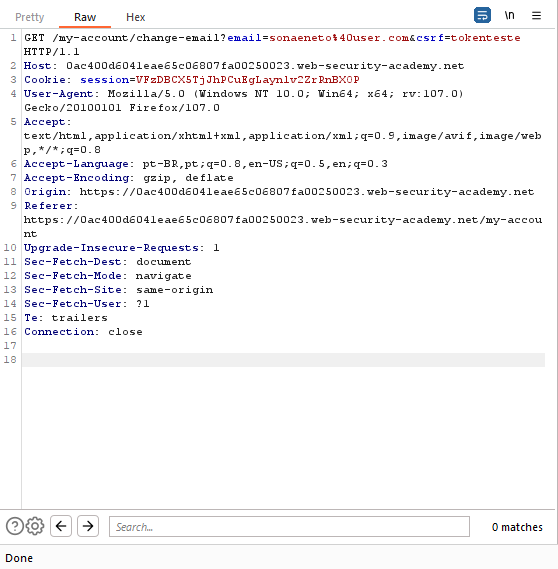 Pretty Raw Hex \n
1 GET /my-account/change-email?email=sonaeneto%40user.com&csrf=tokenteste
HTTP/1.1
2 Host: 0ac400d6041eae65c06807fa00250023.web-security-academy.net
3 Cookie: session=VFzDBCX5TjJhPCuEgLaynlv2ZrRnBX0P
4 User-Agent: Mozilla/5.0 (Windows NT 10.0; Win64; x64; rv:107.0)
Gecko/20100101 Firefox/107.0
5 Accept:
text/html,application/xhtml+xml,application/xml;q=0.9,image/avif,image/web
p,*/*;q=0.8
6 Accept-Language: pt-BR,pt;q=0.8,en-US;q=0.5,en;q=0.3
7 Accept-Encoding: gzip, deflate
8 Origin: https://0ac400d6041eae65c06807fa00250023.web-security-academy.net
9 Referer:
https://0ac400d6041eae65c06807fa00250023.web-security-academy.net/my-accou
nt
10 Upgrade-Insecure-Requests: 1
11 Sec-Fetch-Dest: document
12 Sec-Fetch-Mode: navigate
13 Sec-Fetch-Site: same-origin
14 Sec-Fetch-User: ?1
15 Te: trailers
16 Connection: close
17
18
Search... 0 matches
Done